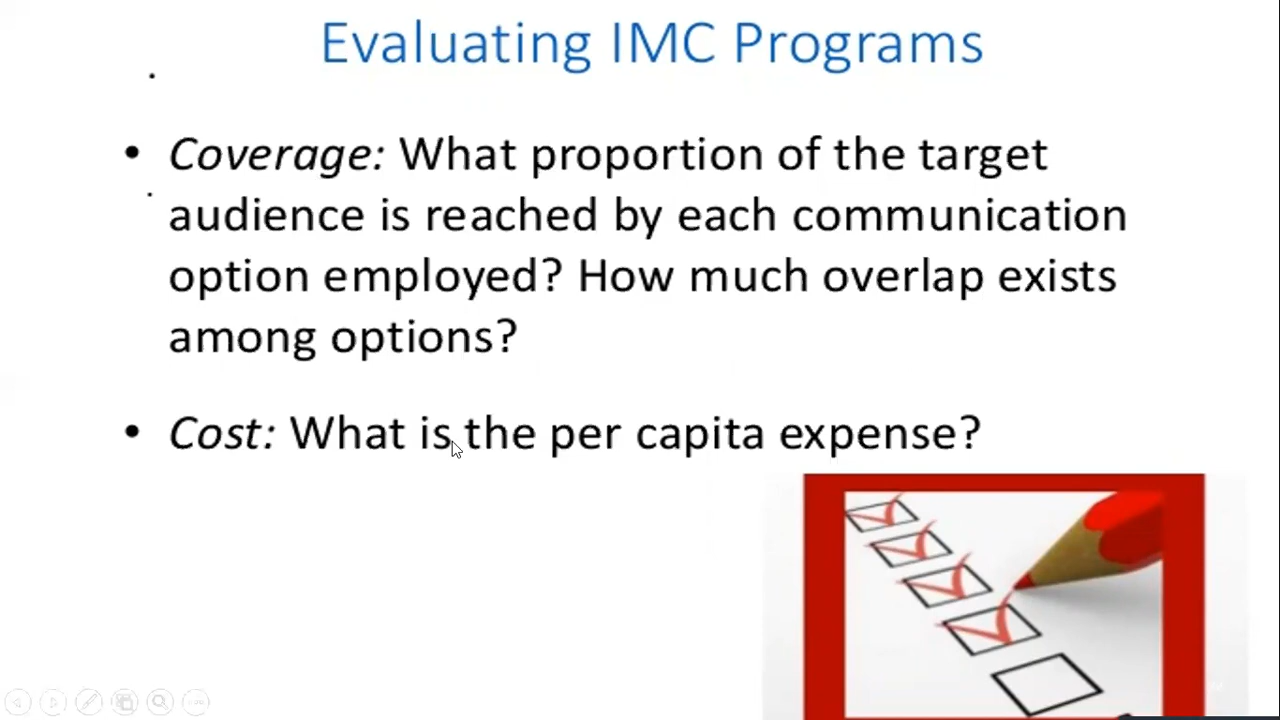 Evaluating IMC Programs
• Coverage: What proportion of the target
audience is reached by each communication
option employed? How much overlap exists
among options?
• Cost: What is the per capita expense?